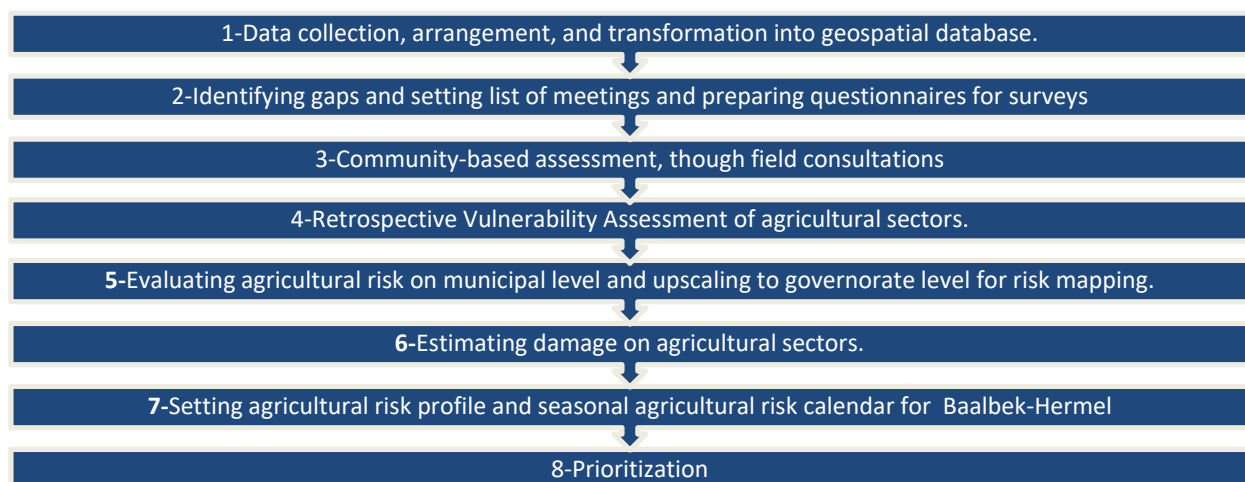 1-Data collection, arrangement, and transformation into geospatial database.
2-Identifying gaps and setting list of meetings and preparing questionnaires for surveys
3-Community-based assessment, though field consultations
4-Retrospective Vulnerability Assessment of agricultural sectors.
5-Evaluating agricultural risk on municipal level and upscaling to governorate level for risk mapping.
6-Estimating damage on agricultural sectors.
7-Setting agricultural risk profile and seasonal agricultural risk calendar for Baalbek-Hermel
8-Prioritization